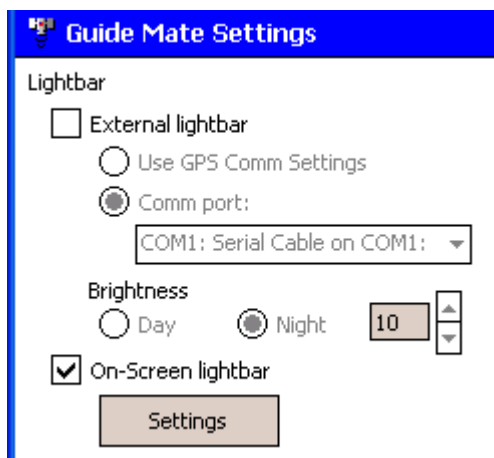 Guide Mate Settings
Lightbar
External lightbar
Use GPS Comm Settings
Comm port:
COM1: Serial Cable on COM1:
Brightness
Day Night 10
On-Screen lightbar
Settings